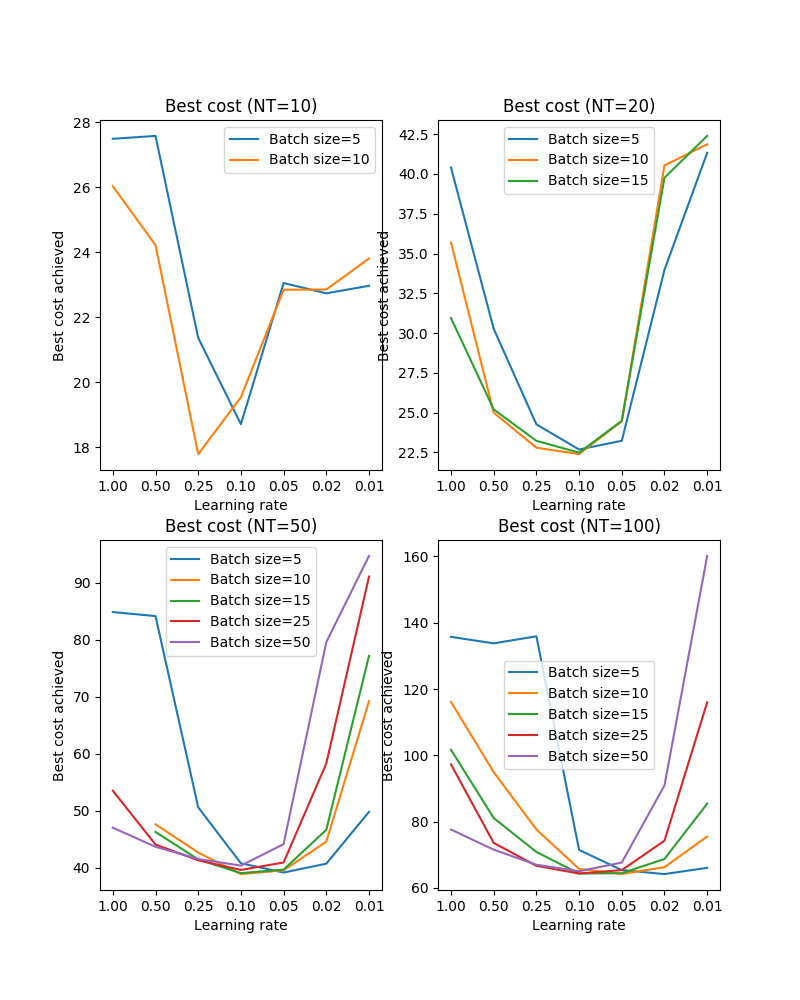 Best cost (NT=10)
Best cost achieved
28
26
24
22
20
18
Batch size=5
Batch size=10
1.00 0.50 0.25 0.10 0.05 0.02 0.01
Learning rate
Best cost (NT=20)
Best cost achieved
42.5
40.0
37.5
35.0
32.5
30.0
27.5
25.0
22.5
Batch size=5
Batch size=10
Batch size=15
1.00 0.50 0.25 0.10 0.05 0.02 0.01
Learning rate
Best cost (NT=50)
Best cost achieved
90
80
70
60
50
40
Batch size=5
Batch size=10
Batch size=15
Batch size=25
Batch size=50
1.00 0.50 0.25 0.10 0.05 0.02 0.01
Learning rate
Best cost (NT=100)
Best cost achieved
160
140
120
100
80
60
Batch size=5
Batch size=10
Batch size=15
Batch size=25
Batch size=50
1.00 0.50 0.25 0.10 0.05 0.02 0.01
Learning rate